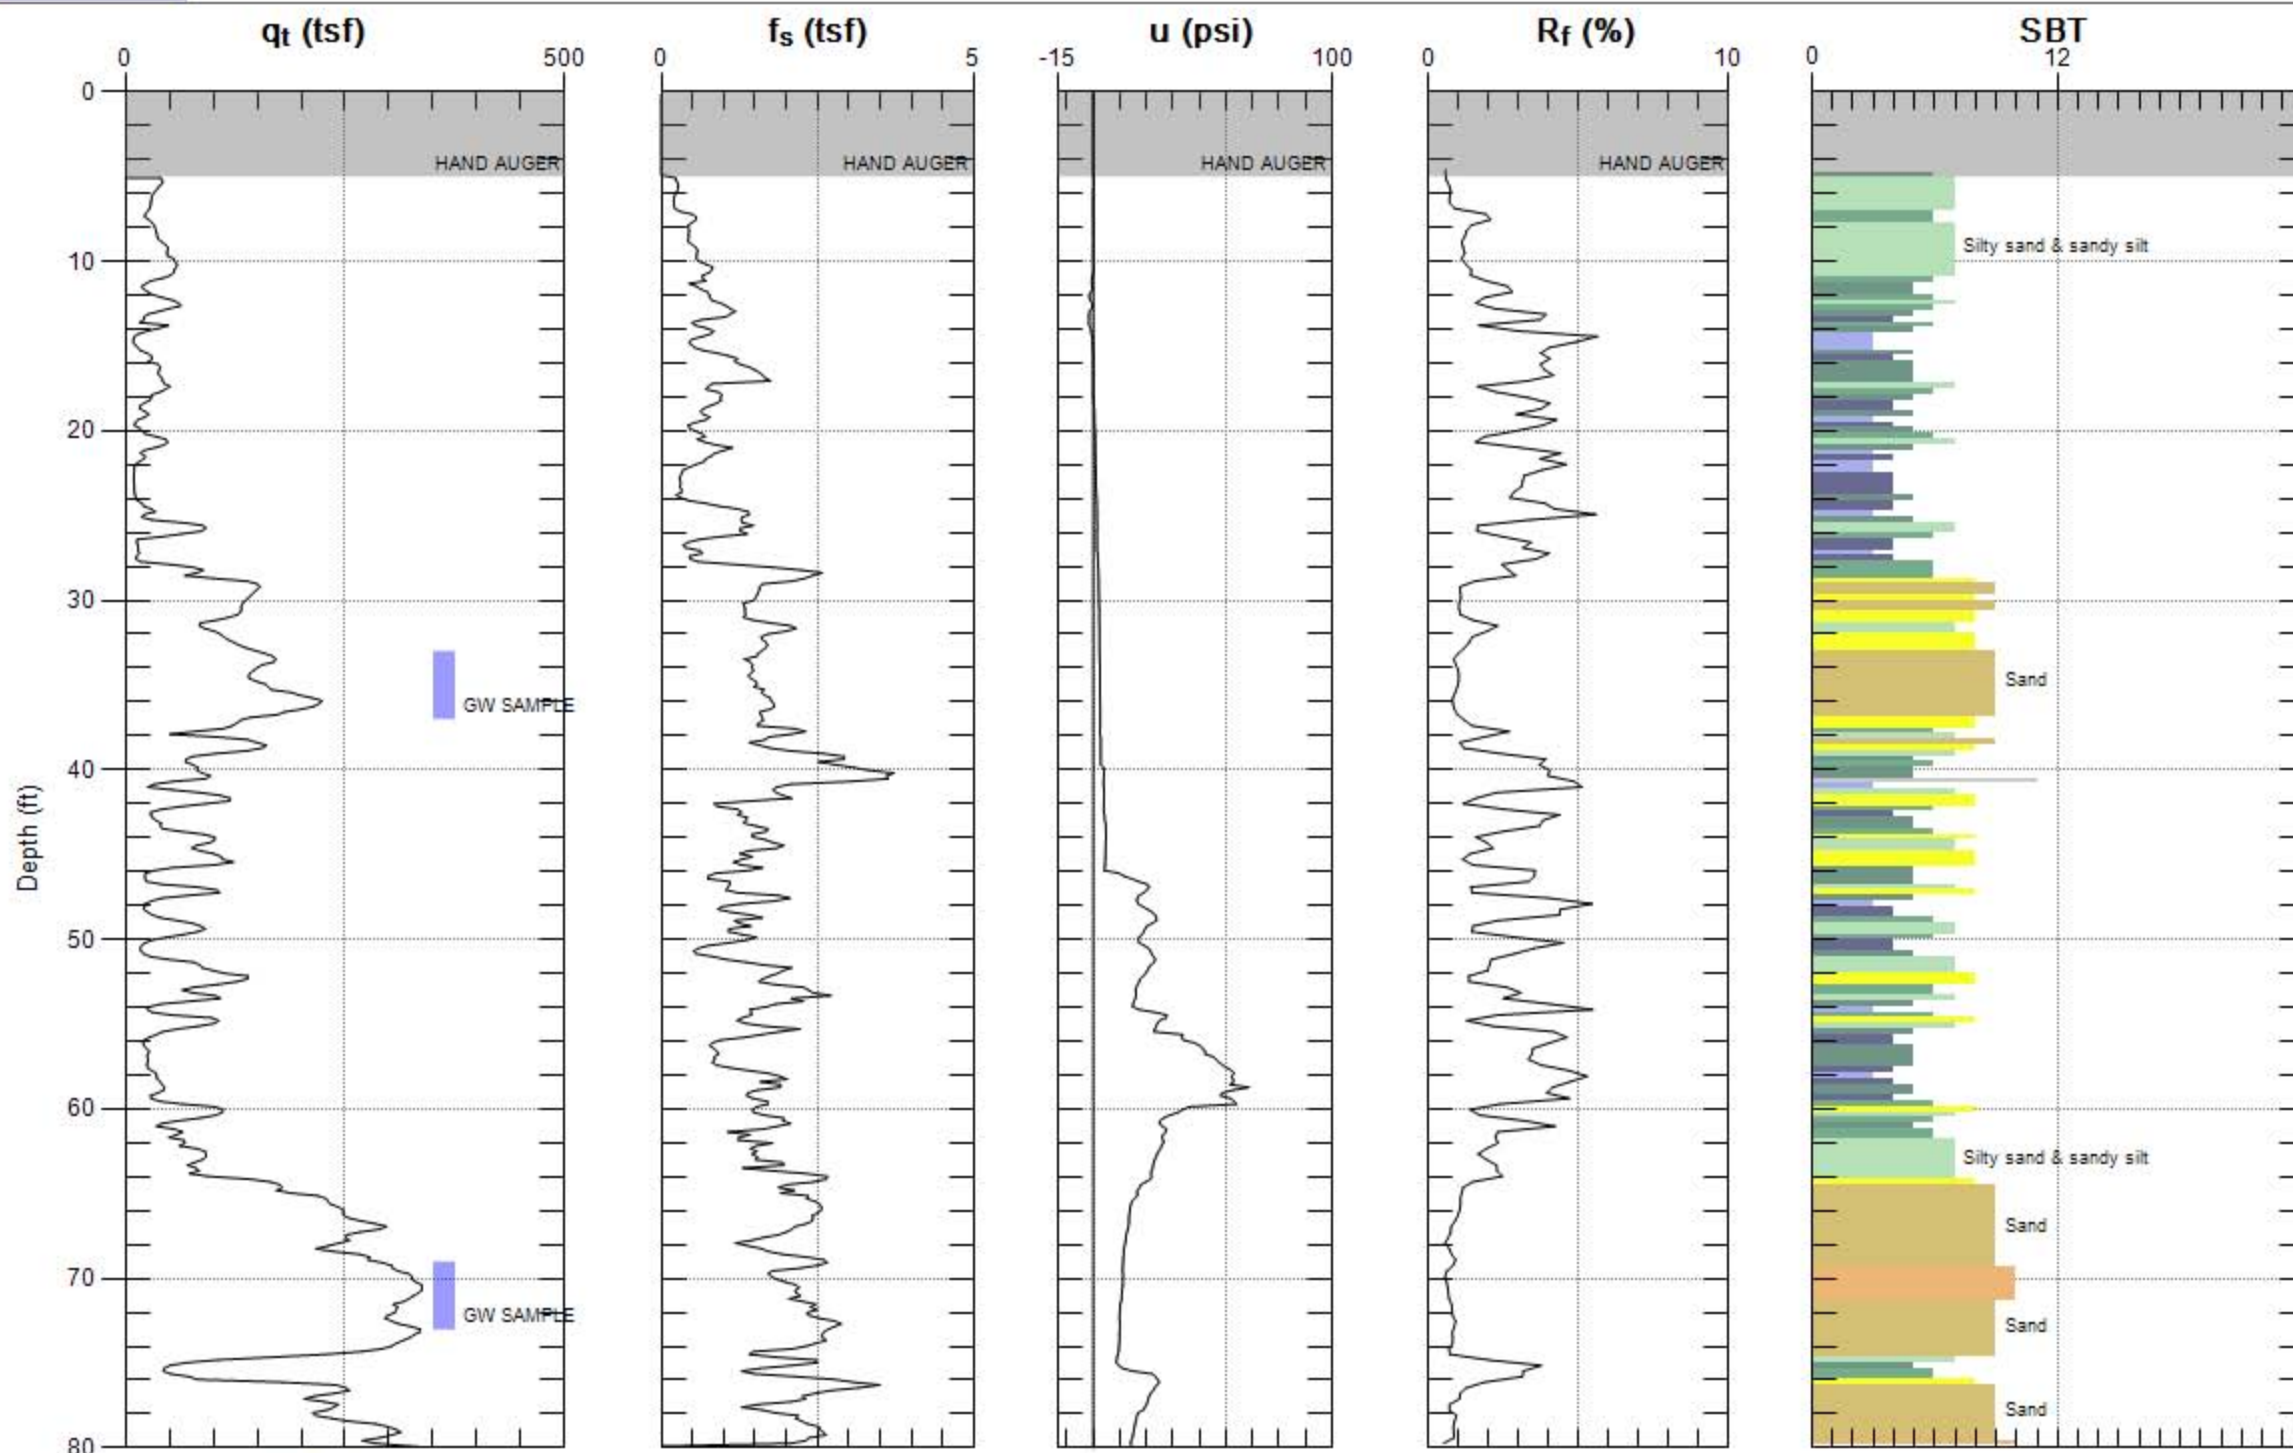 qt (tsf) fs (tsf) u (psi) Rf (%) SBT
0 500 0 5 -15 100 0 10 0 12
0
HAND AUGER HAND AUGER HAND AUGER HAND AUGER
Silty sand & sandy silt
10
20
30
Sand
GW SAMPLE
40
Depth (ft)
50
60
Silty sand & sandy silt
Sand
70
GW SAMPLE
Sand
Sand
80